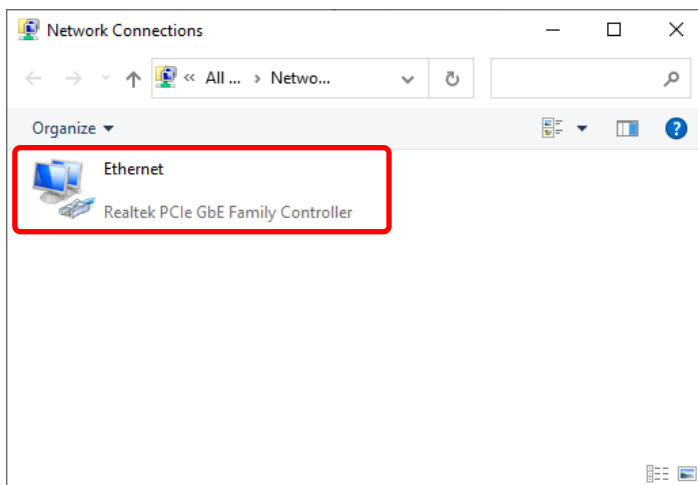 Network Connections
« All ... › Netwo...
Organize
Ethernet
Realtek PCIe GbE Family Controller